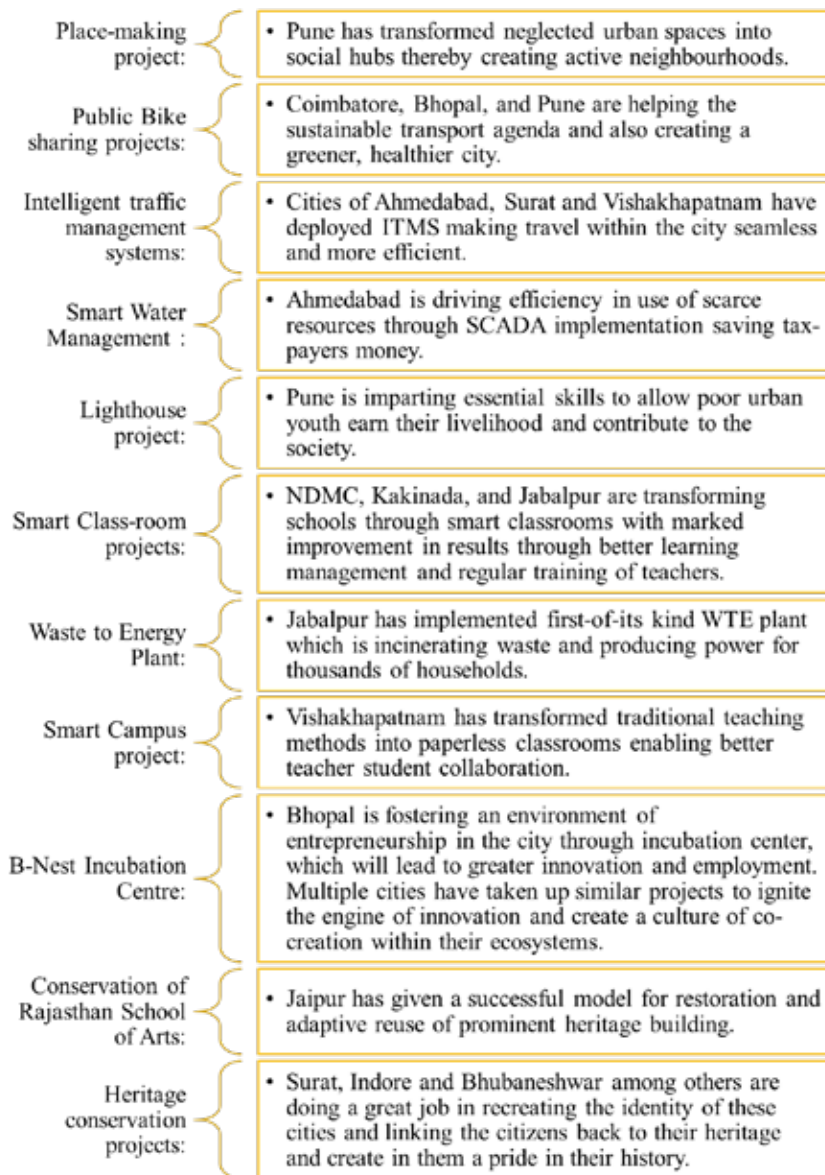 Place-making
project:
• Pune has transformed neglected urban spaces into
social hubs thereby creating active neighbourhoods.
Public Bike
sharing projects:
• Coimbatore, Bhopal, and Pune are helping the
sustainable transport agenda and also creating a
greener, healthier city.
Intelligent traffic
management
systems:
• Cities of Ahmedabad, Surat and Vishakhapatnam have
deployed ITMS making travel within the city seamless
and more efficient.
Smart Water
Management :
• Ahmedabad is driving efficiency in use of scarce
resources through SCADA implementation saving tax-
payers money.
Lighthouse
project:
• Pune is imparting essential skills to allow poor urban
youth earn their livelihood and contribute to the
society.
Smart Class-room
projects:
• NDMC, Kakinada, and Jabalpur are transforming
schools through smart classrooms with marked
improvement in results through better learning
management and regular training of teachers.
Waste to Energy
Plant:
• Jabalpur has implemented first-of-its kind WTE plant
which is incinerating waste and producing power for
thousands of households.
Smart Campus
project:
• Vishakhapatnam has transformed traditional teaching
methods into paperless classrooms enabling better
teacher student collaboration.
B-Nest Incubation
Centre:
• Bhopal is fostering an environment of
entrepreneurship in the city through incubation center,
which will lead to greater innovation and employment.
Multiple cities have taken up similar projects to ignite
the engine of innovation and create a culture of co-
creation within their ecosystems.
Conservation of
Rajasthan School
of Arts:
• Jaipur has given a successful model for restoration and
adaptive reuse of prominent heritage building.
Heritage
conservation
projects:
• Surat, Indore and Bhubaneshwar among others are
doing a great job in recreating the identity of these
cities and linking the citizens back to their heritage
and create in them a pride in their history.